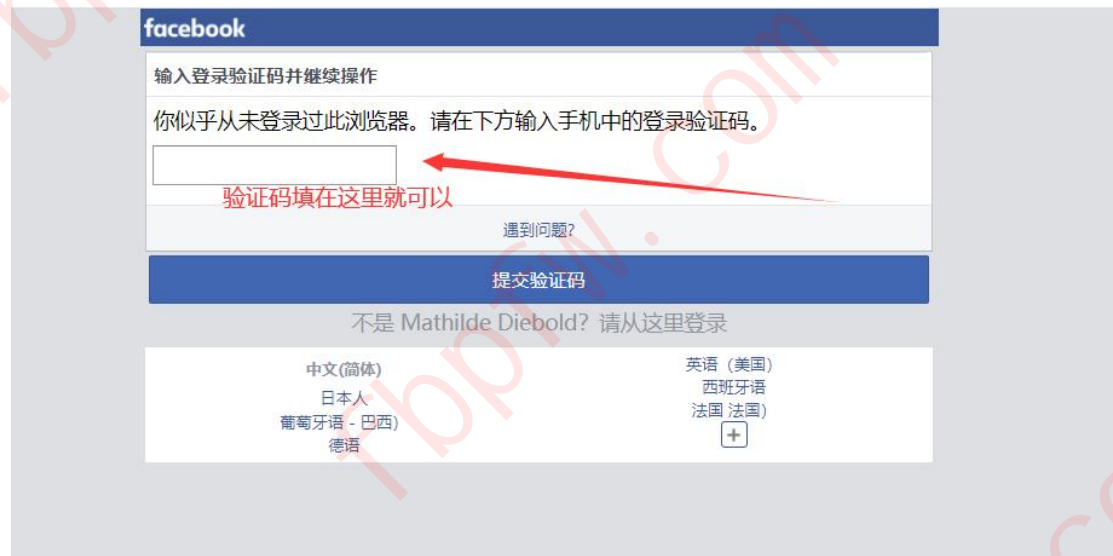 facebook
输入登录验证码并继续操作
你似乎从未登录过此浏览器。请在下方输入手机中的登录验证码。
验证码填在这里就可以
遇到问题?
提交验证码
不是 Mathilde Diebold? 请从这里登录
中文(简体)
日本人
葡萄牙语 - 巴西)
德语
英语（美国）
西班牙语
法国 法国)
+
fbpfw.com